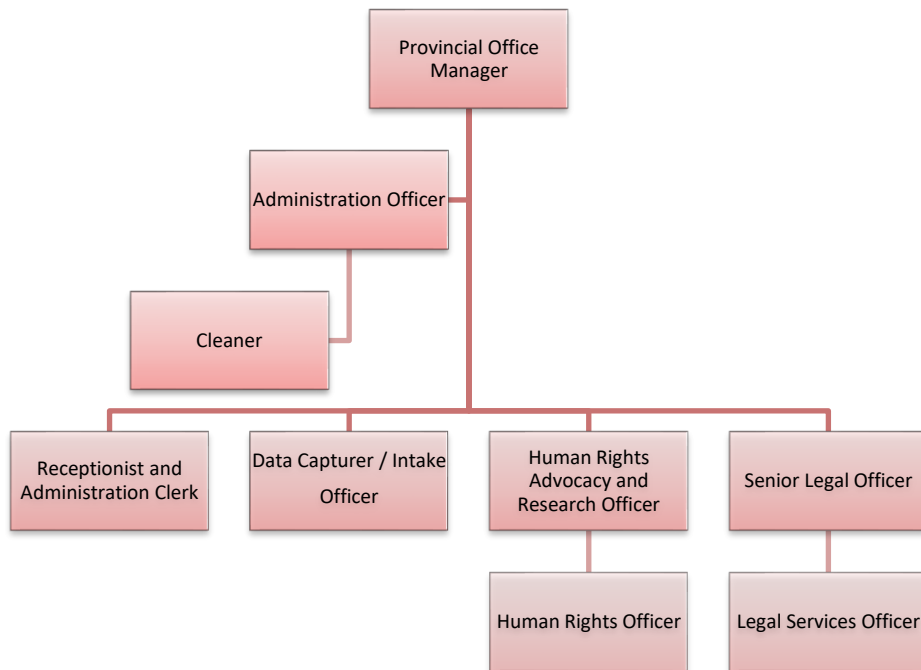 Provincial Office
Manager
Administration Officer
Cleaner
Receptionist and
Administration Clerk
Data Capturer / Intake
Officer
Human Rights
Advocacy and
Research Officer
Senior Legal Officer
Human Rights Officer
Legal Services Officer